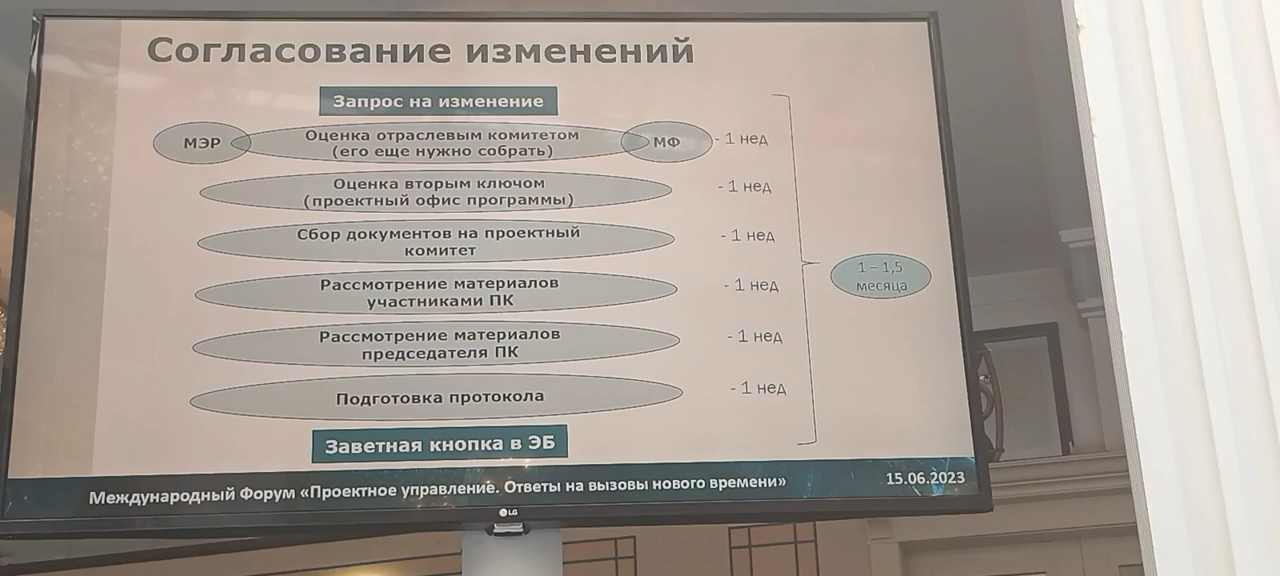 Согласование изменений
Запрос на изменение
МЭР
Оценка отраслевым комитетом
(его еще нужно собрать)
МФ
- 1 нед
Оценка вторым ключом
(проектный офис программы)
- 1 нед
Сбор документов на проектный
комитет
- 1 нед
Рассмотрение материалов
участниками ПК
- 1 нед
Рассмотрение материалов
председателя ПК
- 1 нед
Подготовка протокола
- 1 нед
1 – 1,5
месяца
Заветная кнопка в ЭБ
Международный Форум «Проектное управление. Ответы на вызовы нового времени»
15.06.2023
LG